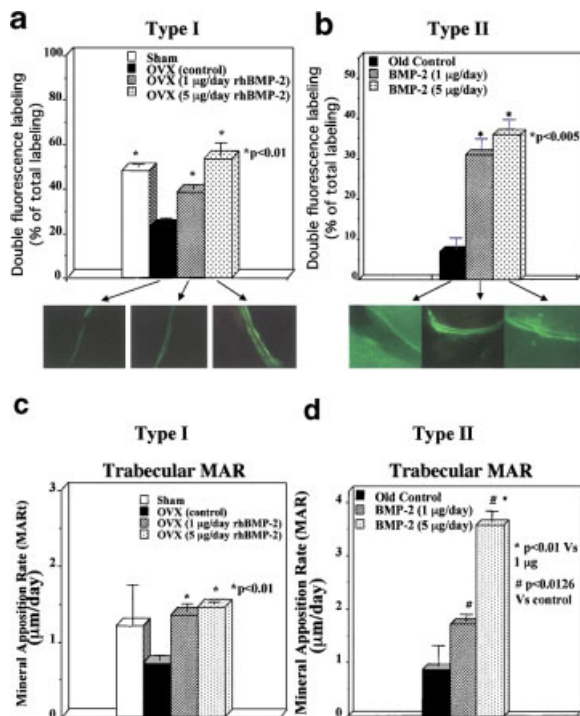 a
Type I
Double fluorescence labeling
(% of total labeling)
100
80
60
40
20
0
Sham
OVX (control)
OVX (1 μg/day rhBMP-2)
OVX (5 μg/day rhBMP-2)
*
*
*
*p<0.01
b
Type II
Double fluorescence labeling
(% of total labeling)
50
30
20
10
0
Old Control
BMP-2 (1 μg/day)
BMP-2 (5 μg/day)
*
*
*p<0.005
c
Type I
Trabecular MAR
Mineral Apposition Rate (MARt)
(μm/day)
3
2
1
0
Sham
OVX (control)
OVX (1 μg/day rhBMP-2)
OVX (5 μg/day rhBMP-2)
*
*
*p<0.01
d
Type II
Trabecular MAR
Mineral Apposition Rate (MAR)
(μm/day)
4
3
2
1
0
Old Control
BMP-2 (1 μg/day)
BMP-2 (5 μg/day)
#
# *
* p<0.01 Vs
1 μg
# p<0.0126
Vs control